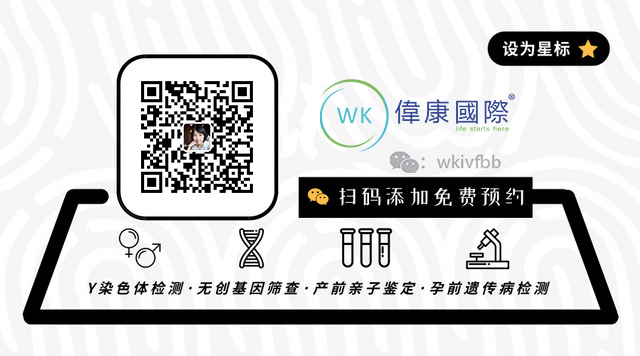 设为星标
WK 偉康國際®
life starts here
：wkivfbb
扫码添加免费预约
Y染色体检测·无创基因筛查·产前亲子鉴定·孕前遗传病检测